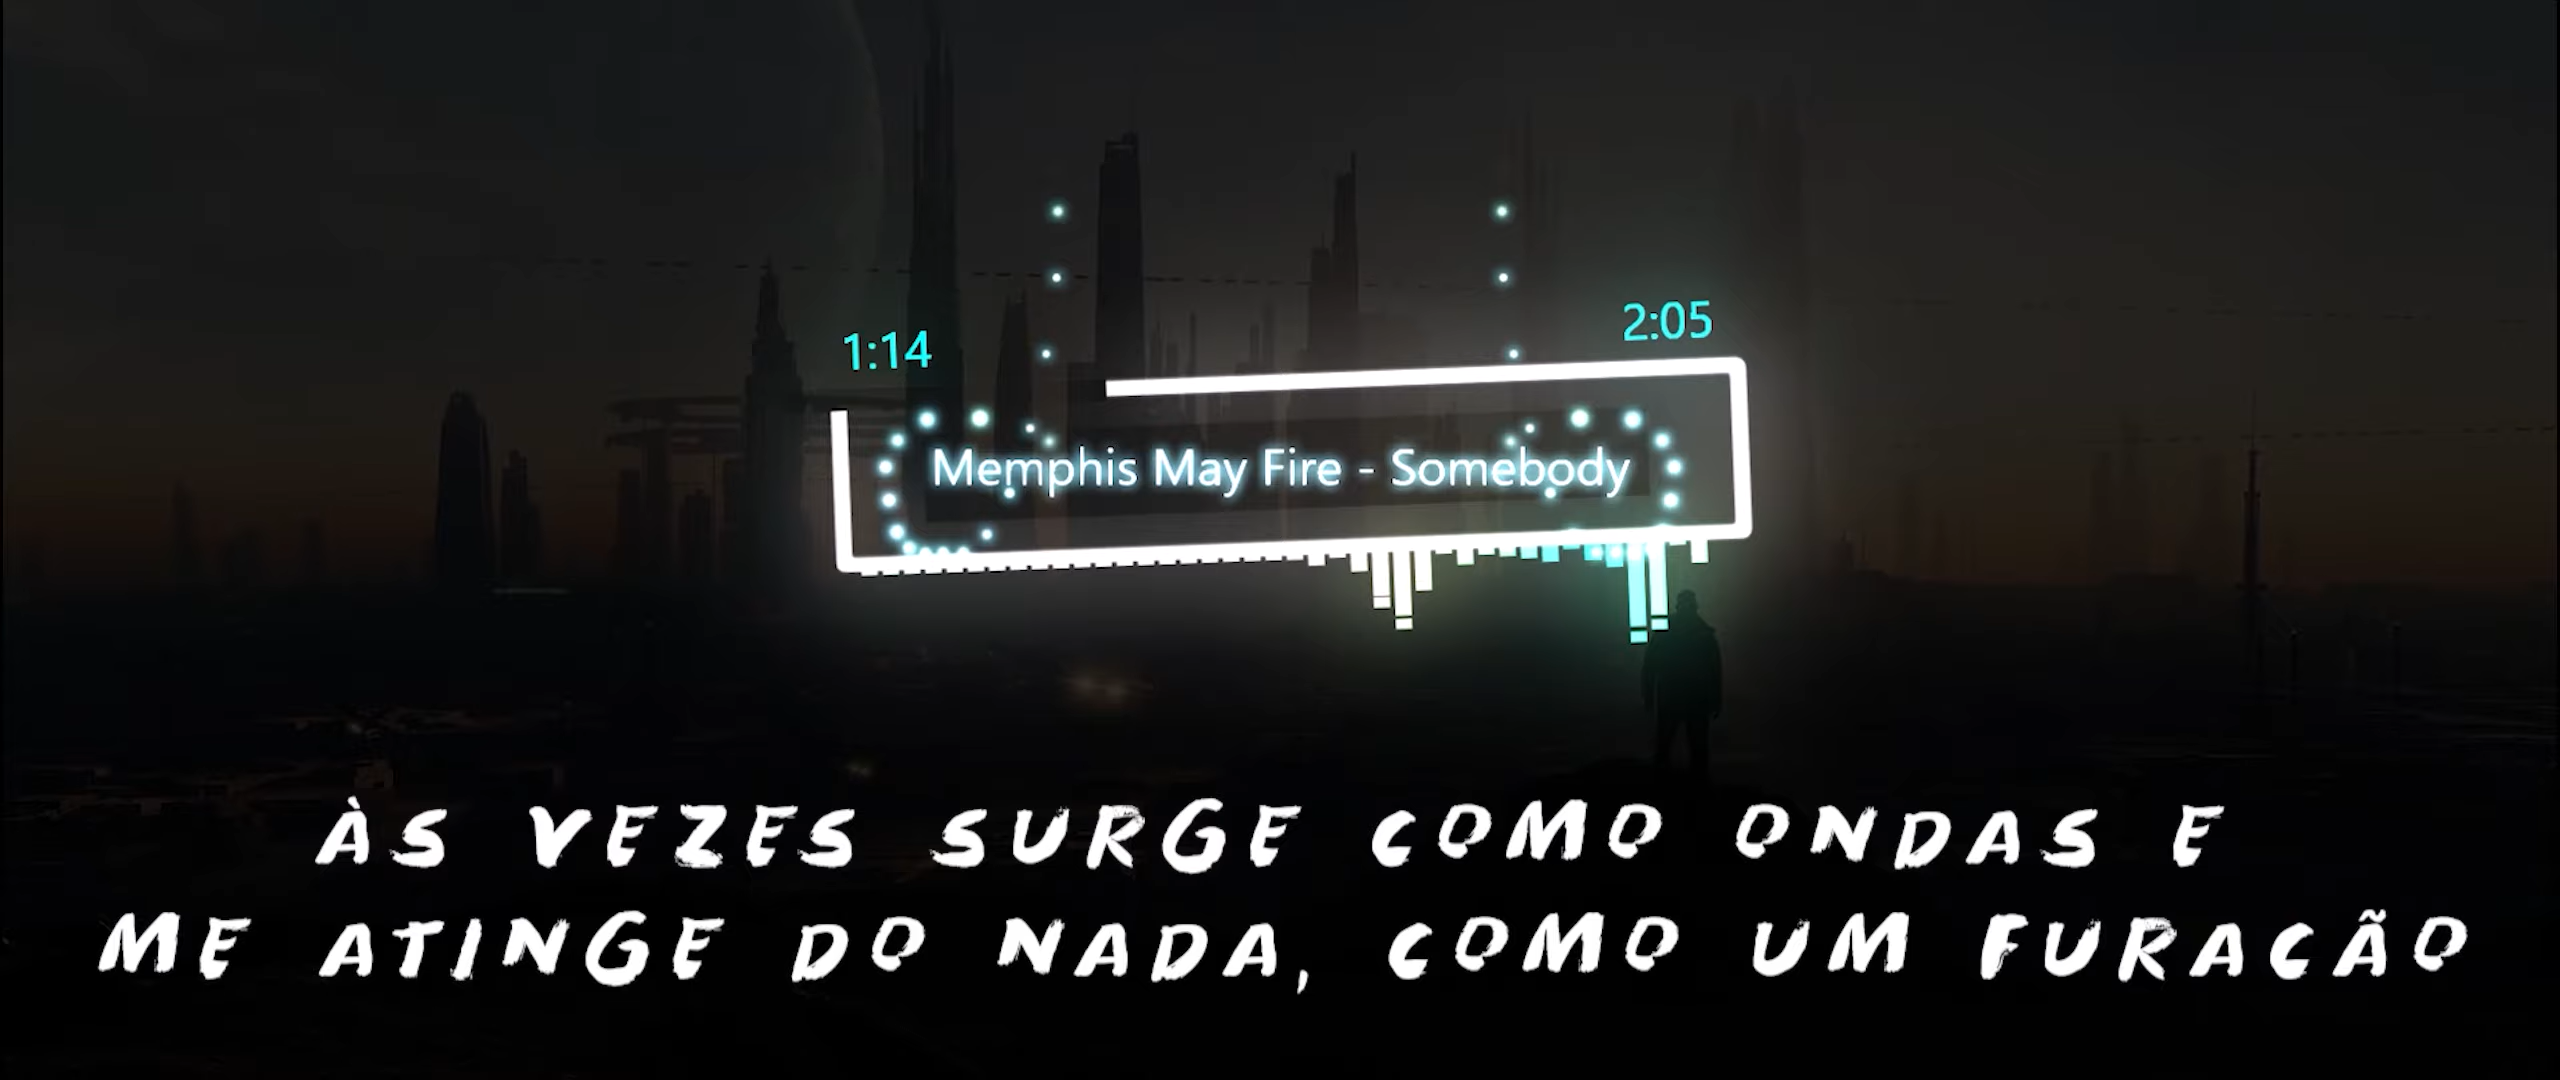 1:14
2:05
Memphis May Fire - Somebody
ÀS VEZES SURGE COMO ONDAS E
ME ATINGE DO NADA, COMO UM FURACÃO